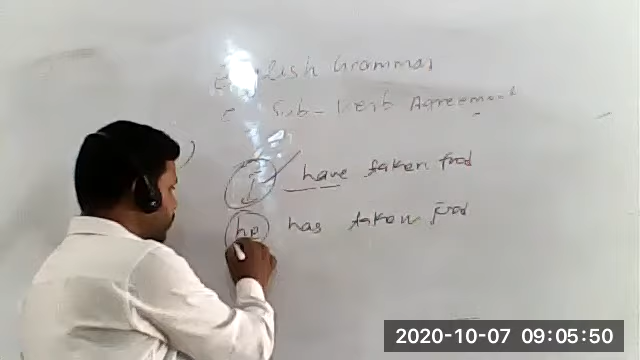 English Grammar
Sub-Verb Agreement
I have taken food
he has taken food
2020-10-07 09:05:50